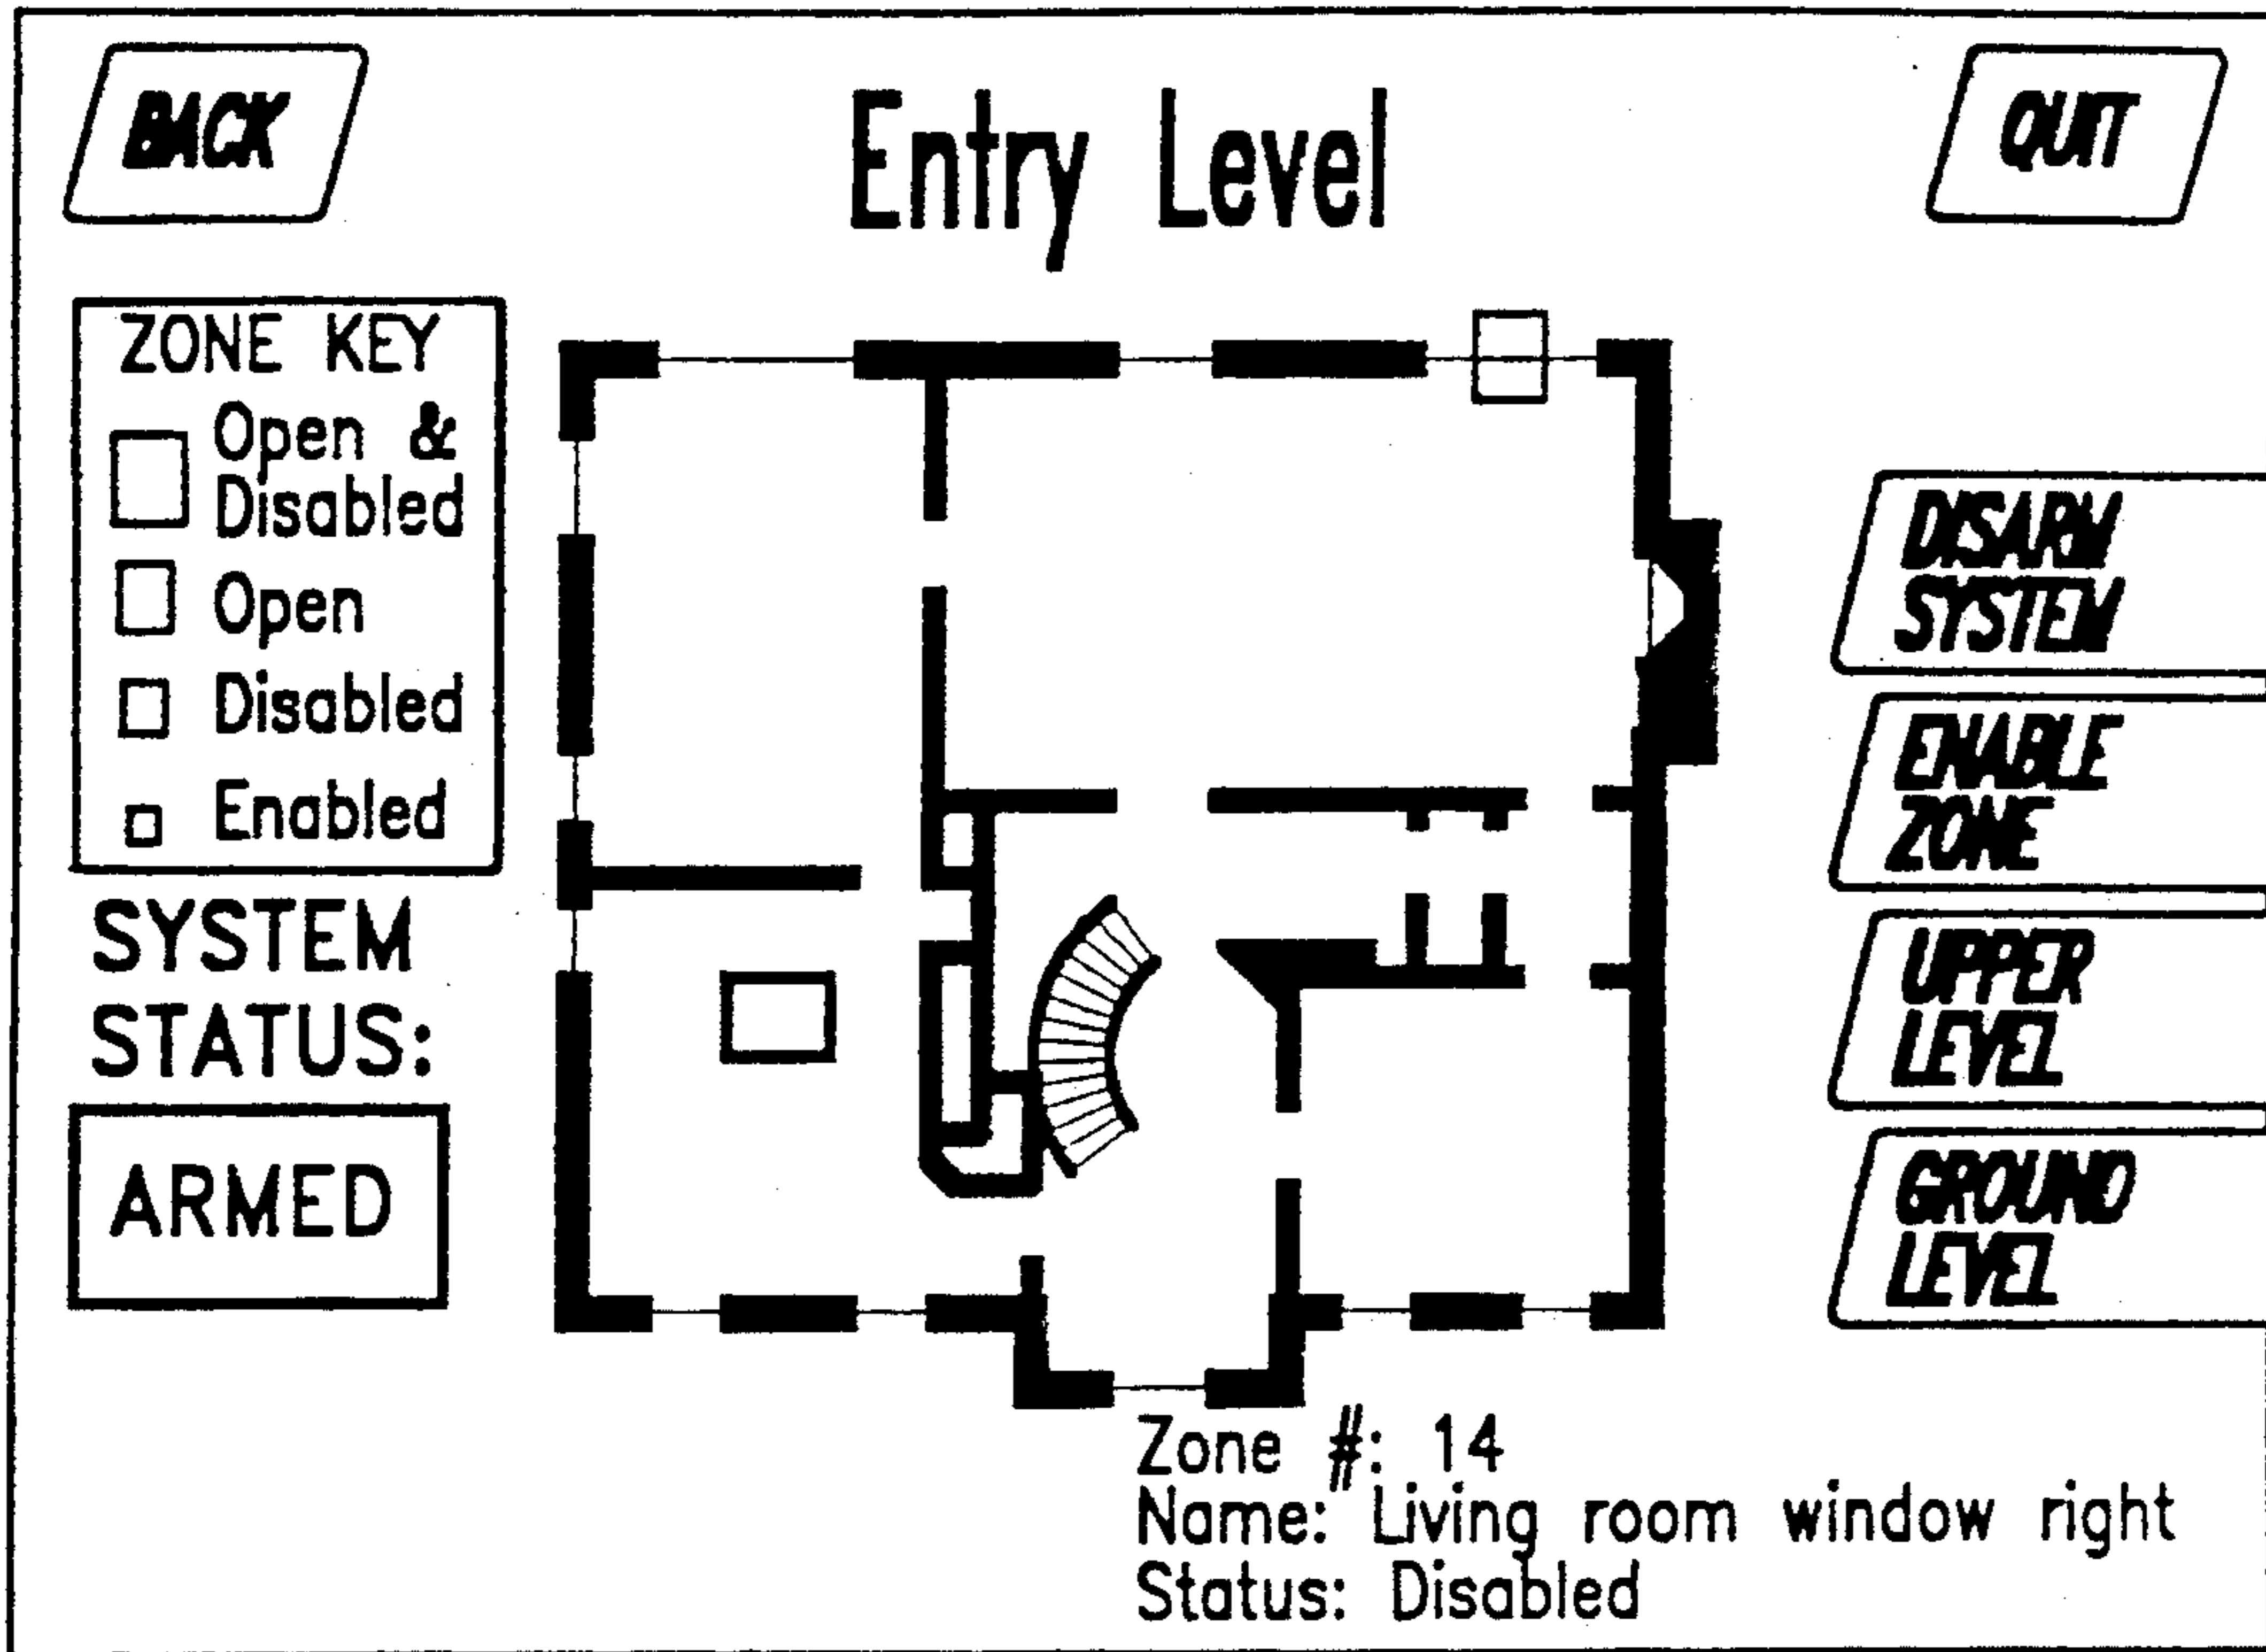 BACK
Entry Level
QUIT
ZONE KEY
Open &
Disabled
Open
Disabled
Enabled
SYSTEM
STATUS:
ARMED
DISARM
SYSTEM
ENABLE
ZONE
UPPER
LEVEL
GROUND
LEVEL
Zone #: 14
Name: Living room window right
Status: Disabled